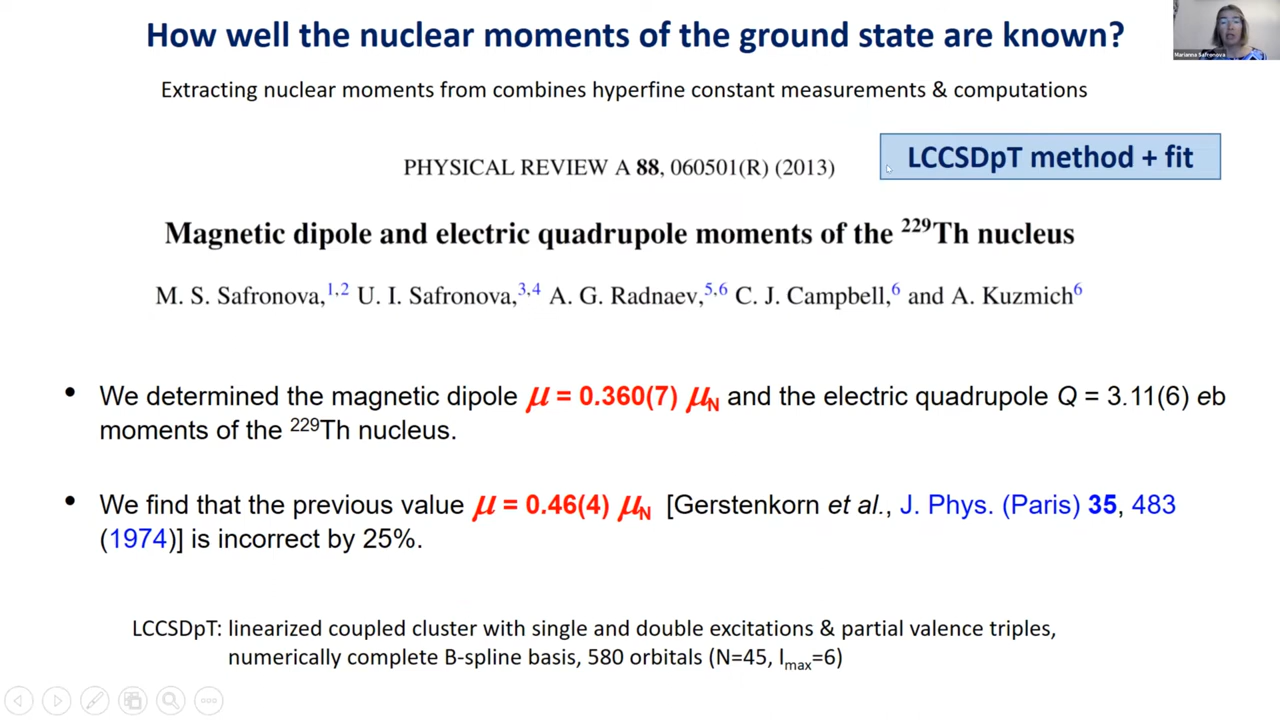 How well the nuclear moments of the ground state are known?
Marianna Safronova
Extracting nuclear moments from combines hyperfine constant measurements & computations
PHYSICAL REVIEW A 88, 060501(R) (2013)
LCCSDpT method + fit
Magnetic dipole and electric quadrupole moments of the ²²⁹Th nucleus
M. S. Safronova,¹,² U. I. Safronova,³,⁴ A. G. Radnaev,⁵,⁶ C. J. Campbell,⁶ and A. Kuzmich⁶
• We determined the magnetic dipole μ = 0.360(7) μN and the electric quadrupole Q = 3.11(6) eb
moments of the ²²⁹Th nucleus.
• We find that the previous value μ = 0.46(4) μN [Gerstenkorn et al., J. Phys. (Paris) 35, 483
(1974)] is incorrect by 25%.
LCCSDpT: linearized coupled cluster with single and double excitations & partial valence triples,
numerically complete B-spline basis, 580 orbitals (N=45, lmax=6)